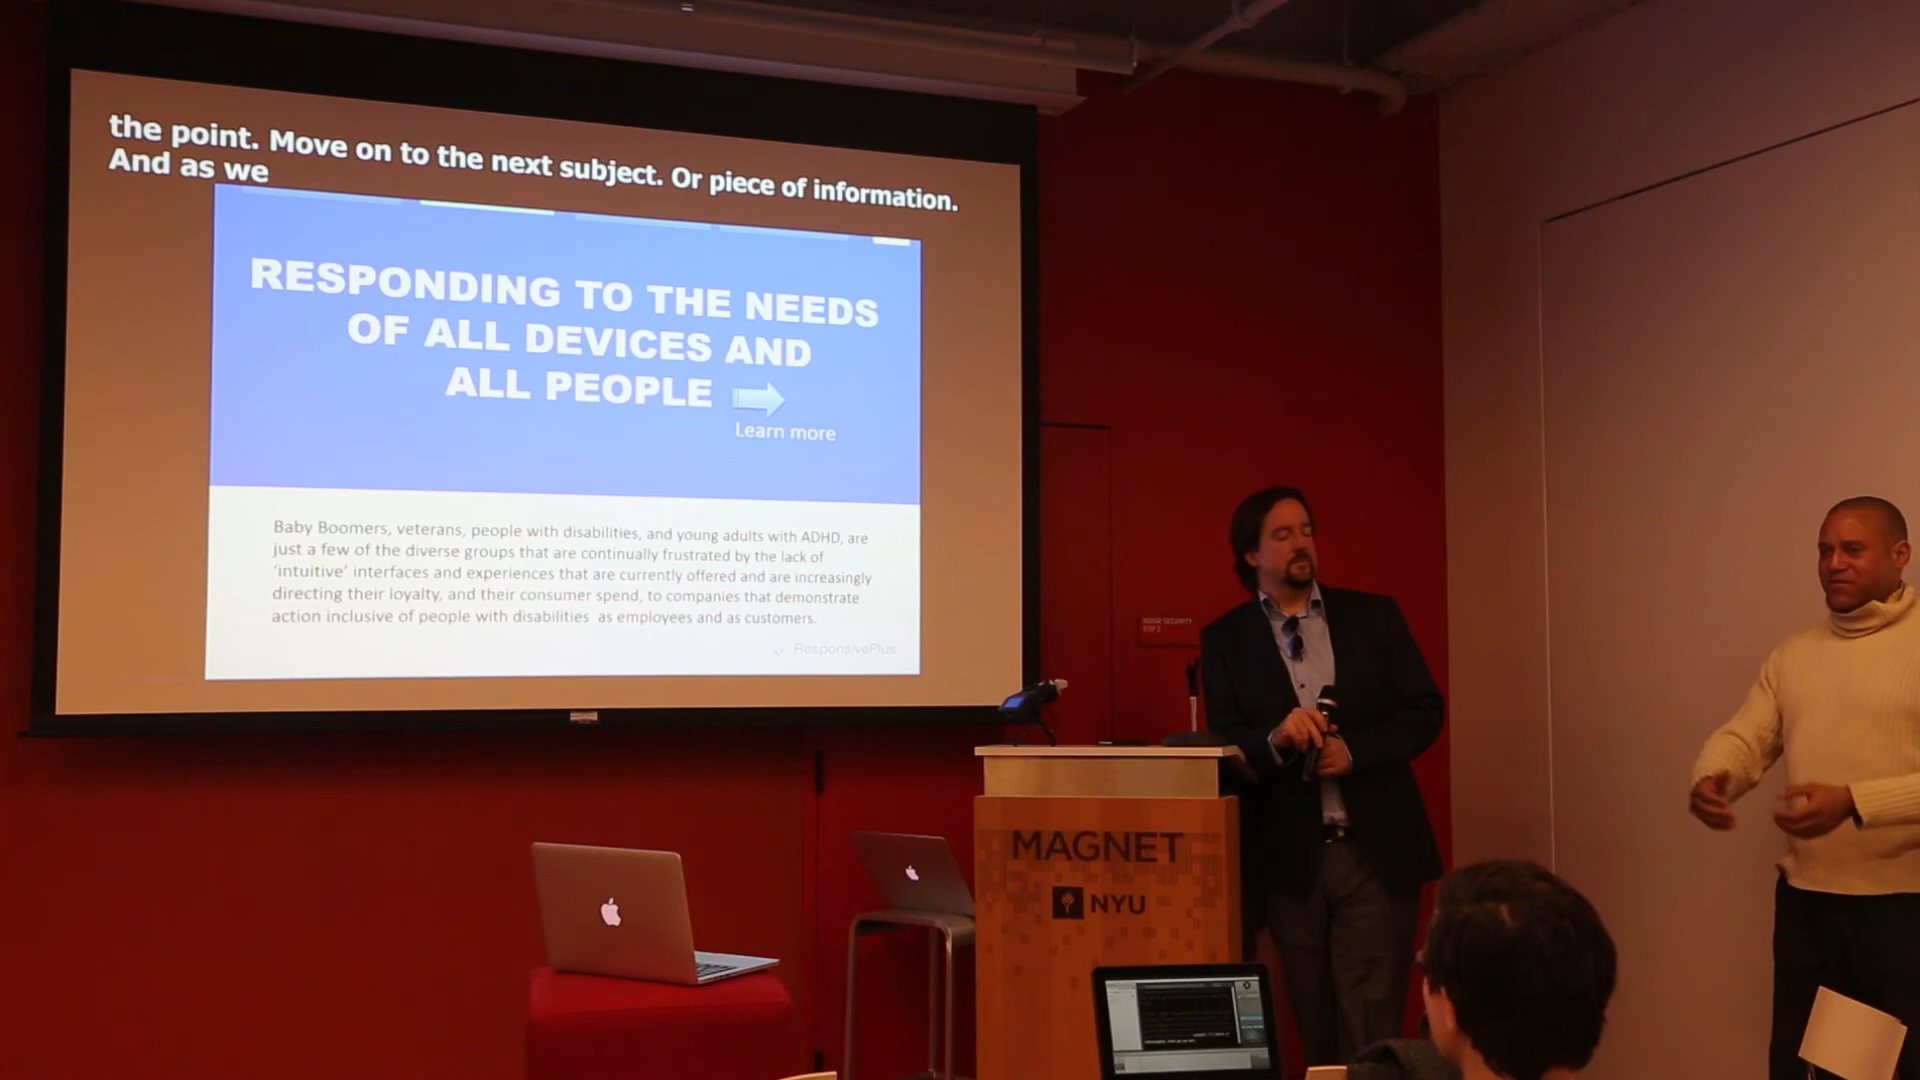 the point. Move on to the next subject. Or piece of information.
And as we
RESPONDING TO THE NEEDS
OF ALL DEVICES AND
ALL PEOPLE
Learn more
Baby Boomers, veterans, people with disabilities, and young adults with ADHD, are
just a few of the diverse groups that are continually frustrated by the lack of
‘intuitive’ interfaces and experiences that are currently offered and are increasingly
directing their loyalty, and their consumer spend, to companies that demonstrate
action inclusive of people with disabilities as employees and as customers.
ResponsivePlus
MAGNET
NYU